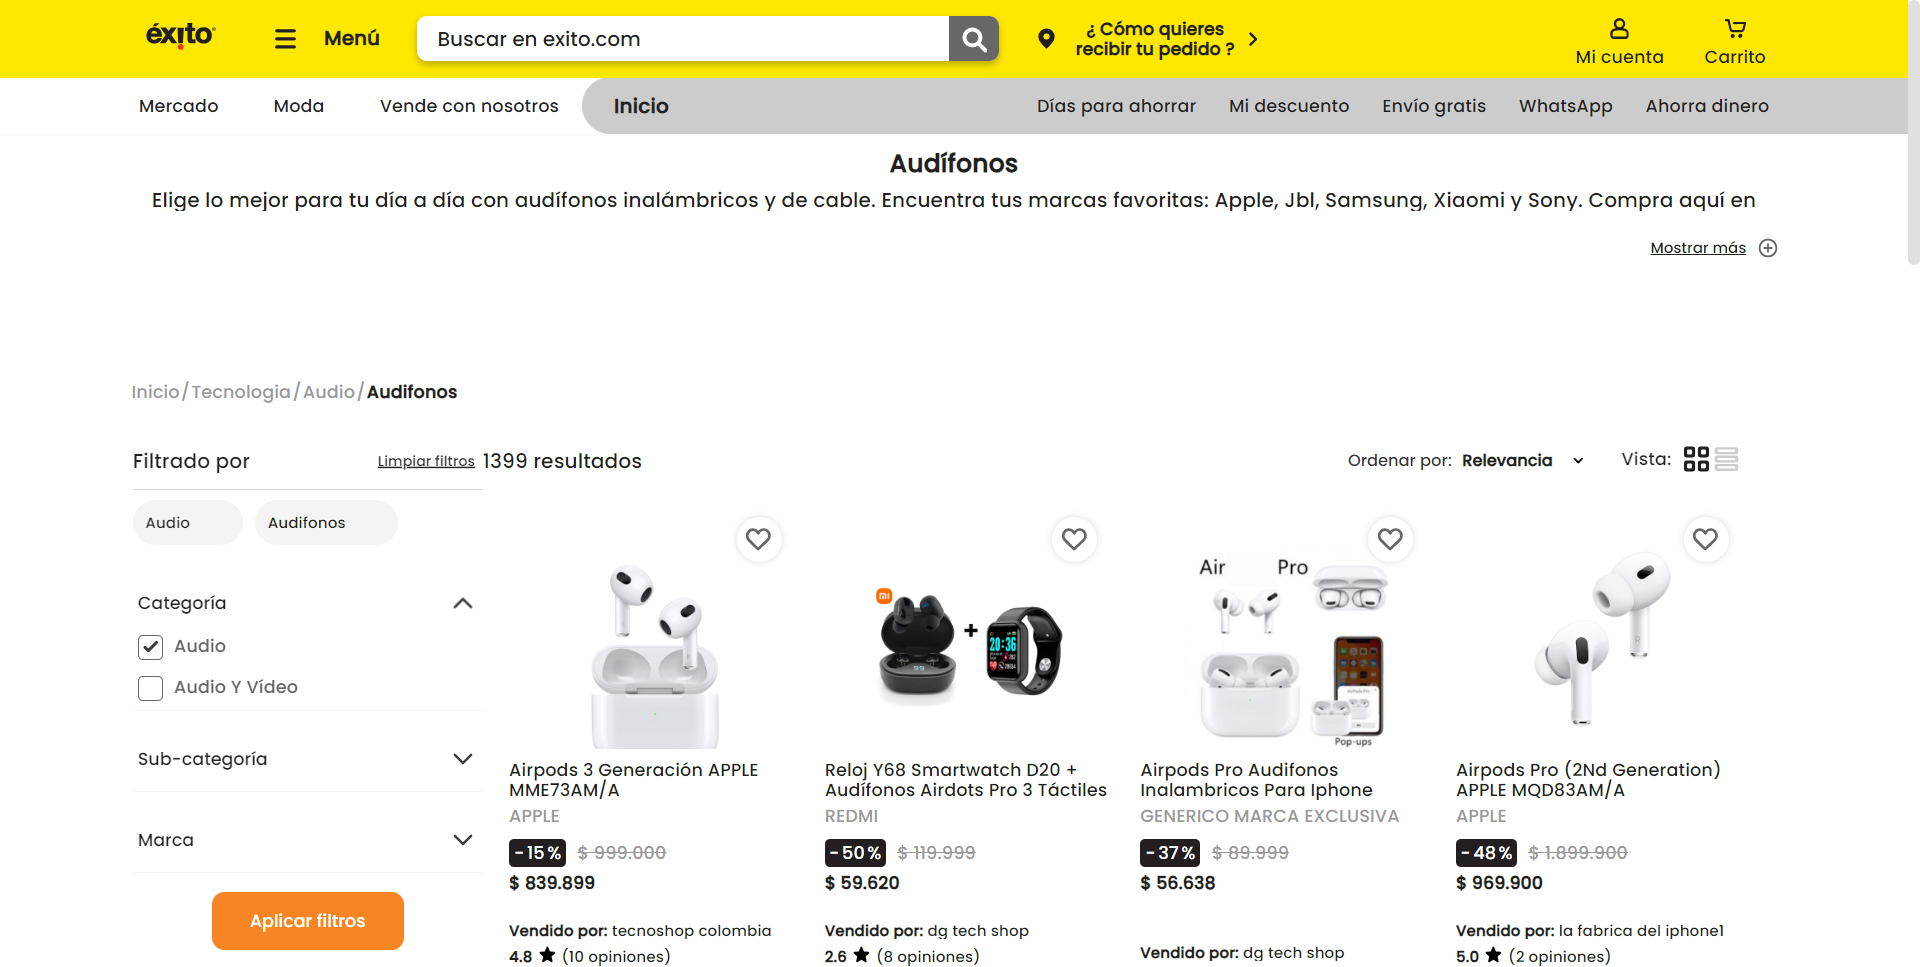 éxito
Menú
Buscar en exito.com
¿ Cómo quieres
recibir tu pedido ?
Mi cuenta
Carrito
Mercado
Moda
Vende con nosotros
Inicio
Días para ahorrar
Mi descuento
Envío gratis
WhatsApp
Ahorra dinero
Audífonos
Elige lo mejor para tu día a día con audífonos inalámbricos y de cable. Encuentra tus marcas favoritas: Apple, Jbl, Samsung, Xiaomi y Sony. Compra aquí en
Mostrar más
Inicio/Tecnologia/Audio/Audifonos
Filtrado por
Limpiar filtros
1399 resultados
Ordenar por: Relevancia
Vista:
Audio
Audifonos
Categoría
Audio
Audio Y Vídeo
Sub-categoría
Marca
Aplicar filtros
Airpods 3 Generación APPLE
MME73AM/A
APPLE
-15% $ 999.000
$ 839.899
Vendido por: tecnoshop colombia
4.8 ★ (10 opiniones)
mi
+
20:36
Reloj Y68 Smartwatch D20 +
Audífonos Airdots Pro 3 Táctiles
REDMI
-50% $ 119.999
$ 59.620
Vendido por: dg tech shop
2.6 ★ (8 opiniones)
Air Pro
Pop-ups
Airpods Pro Audifonos
Inalambricos Para Iphone
GENERICO MARCA EXCLUSIVA
-37% $ 89.999
$ 56.638
Vendido por: dg tech shop
Airpods Pro (2Nd Generation)
APPLE MQD83AM/A
APPLE
-48% $ 1.899.900
$ 969.900
Vendido por: la fabrica del iphone1
5.0 ★ (2 opiniones)